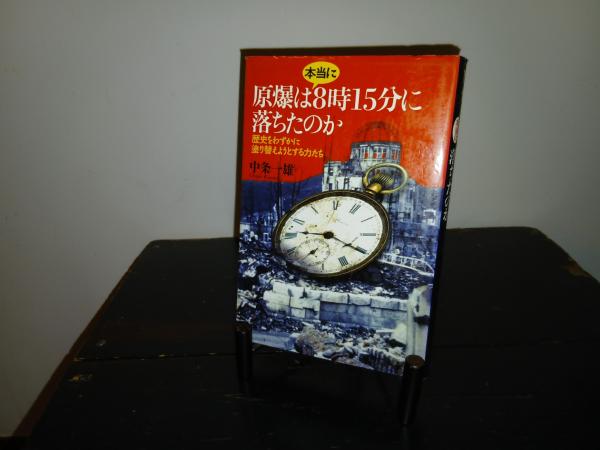 本当に
原爆は8時15分に
落ちたのか
歴史をわずかに
塗り替えようとする力たち
中条一雄